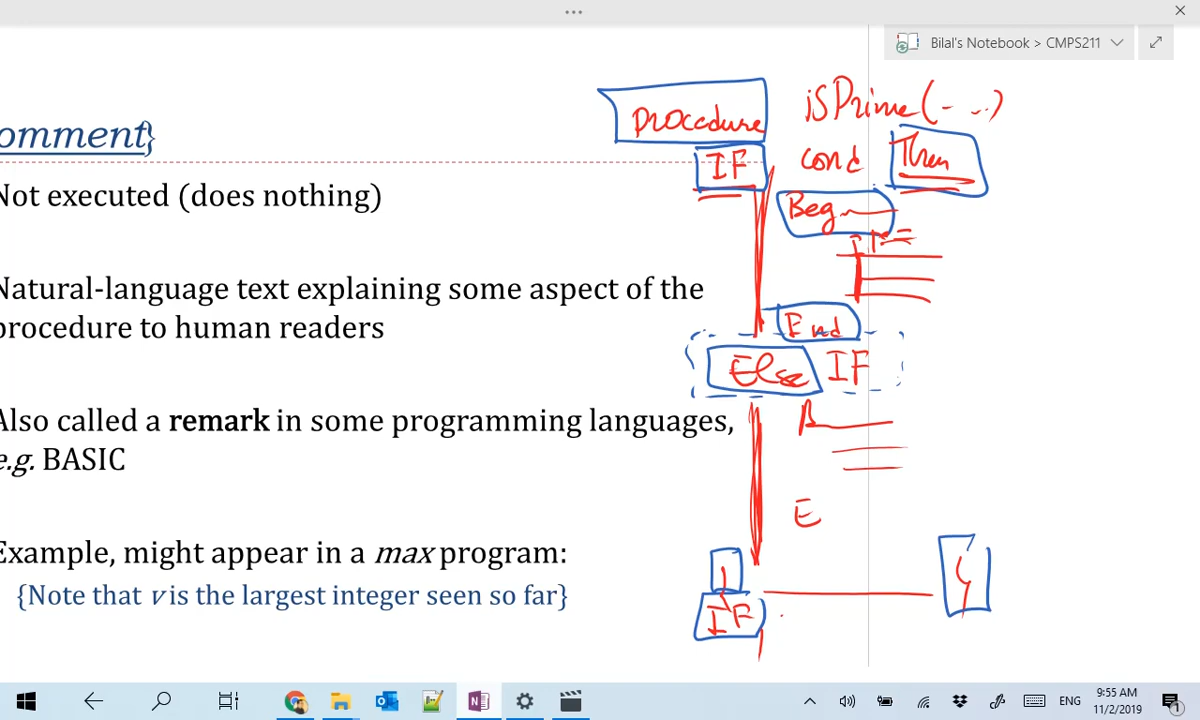 Bilal's Notebook > CMPS211
omment}
Not executed (does nothing)
Natural-language text explaining some aspect of the
procedure to human readers
Also called a remark in some programming languages,
e.g. BASIC
Example, might appear in a max program:
{Note that v is the largest integer seen so far}
Procedure isPrime(- ...)
IF cond Then
Beg
End
Else IF
B
E
IF
ENG
9:55 AM
11/2/2019